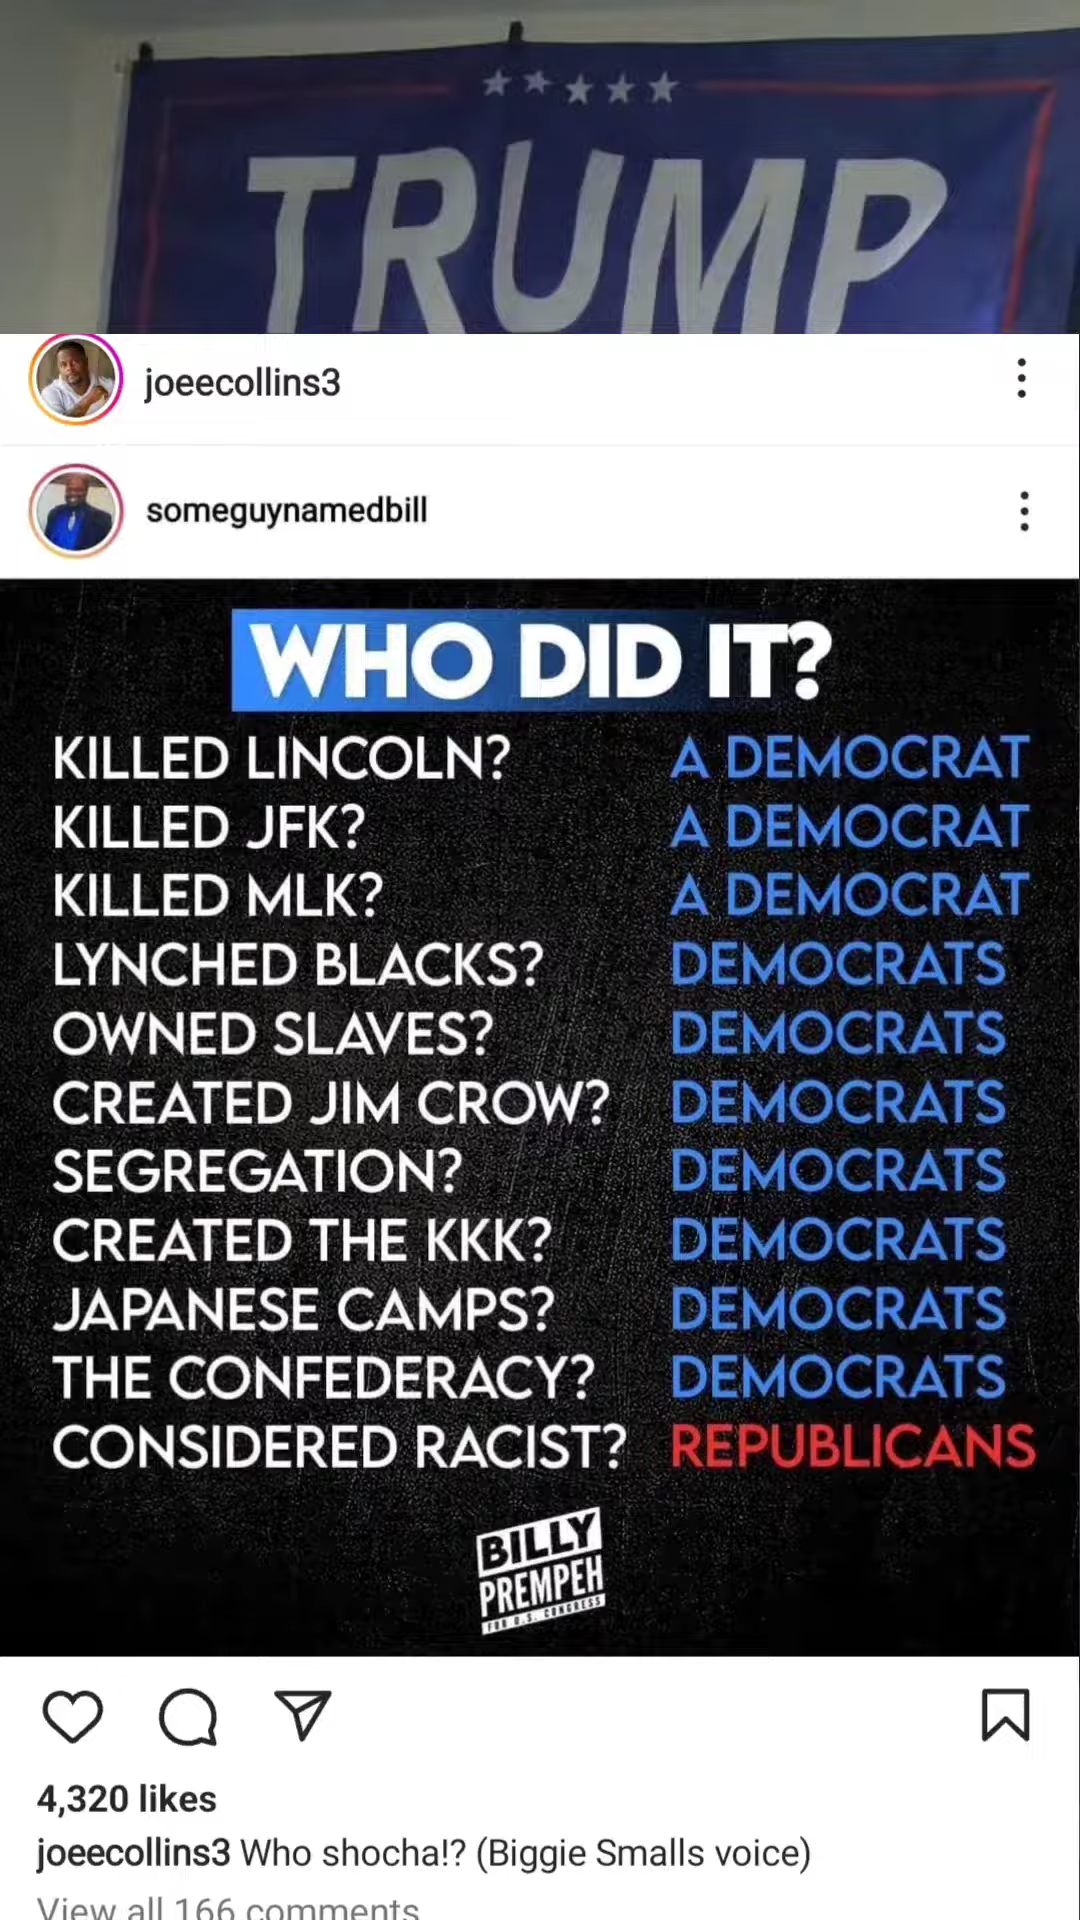 TRUMP
joeecollins3
someguynamedbill
WHO DID IT?
KILLED LINCOLN? A DEMOCRAT
KILLED JFK? A DEMOCRAT
KILLED MLK? A DEMOCRAT
LYNCHED BLACKS? DEMOCRATS
OWNED SLAVES? DEMOCRATS
CREATED JIM CROW? DEMOCRATS
SEGREGATION? DEMOCRATS
CREATED THE KKK? DEMOCRATS
JAPANESE CAMPS? DEMOCRATS
THE CONFEDERACY? DEMOCRATS
CONSIDERED RACIST? REPUBLICANS
BILLY
PREMPEH
FOR U.S. CONGRESS
4,320 likes
joeecollins3 Who shocha!? (Biggie Smalls voice)
View all 166 comments